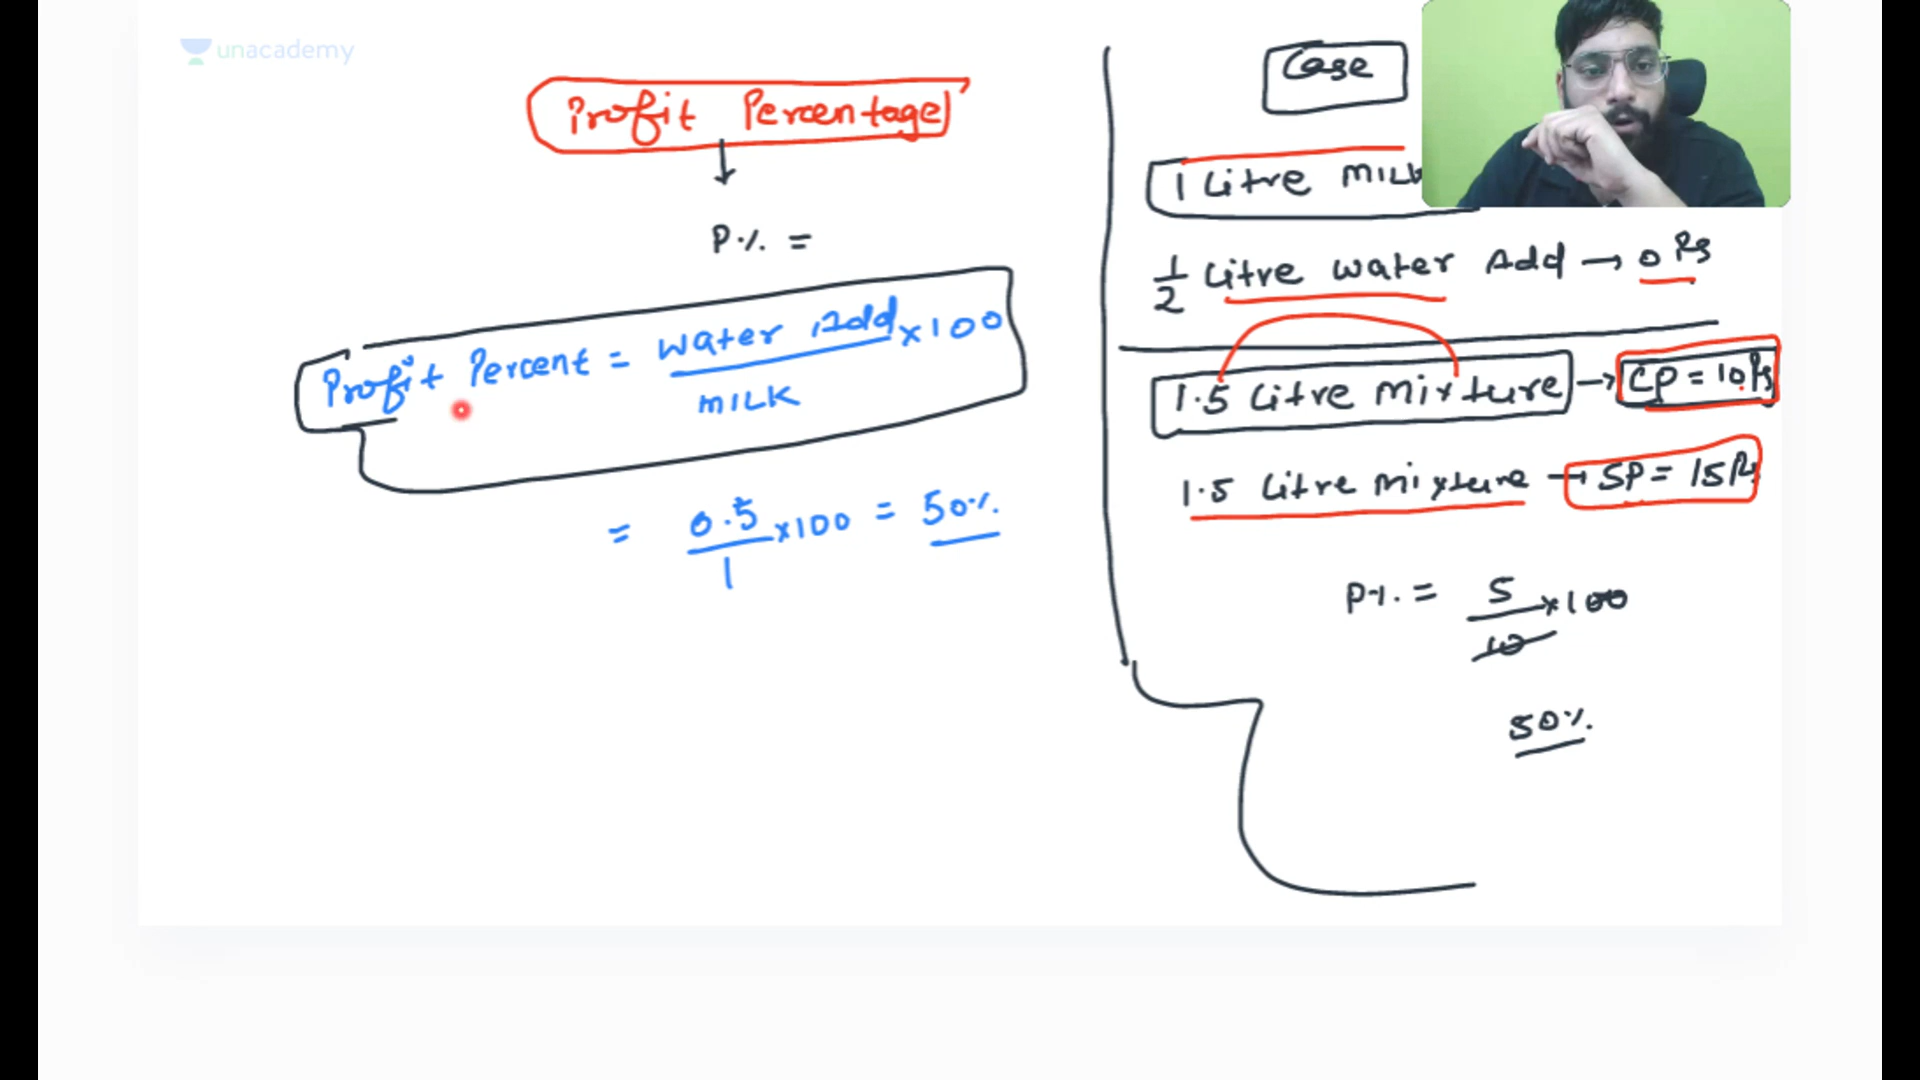 unacademy
Profit Percentage
P.%. =
Profit Percent = Water Add/MILK x100
= 0.5/1 x100 = 50%
Case
1 Litre MILK
1/2 Litre Water Add → 0 Rs
1.5 Litre Mixture → CP = 10 Rs
1.5 Litre Mixture → SP = 15 Rs
P.%. = 5/10 x100
50%